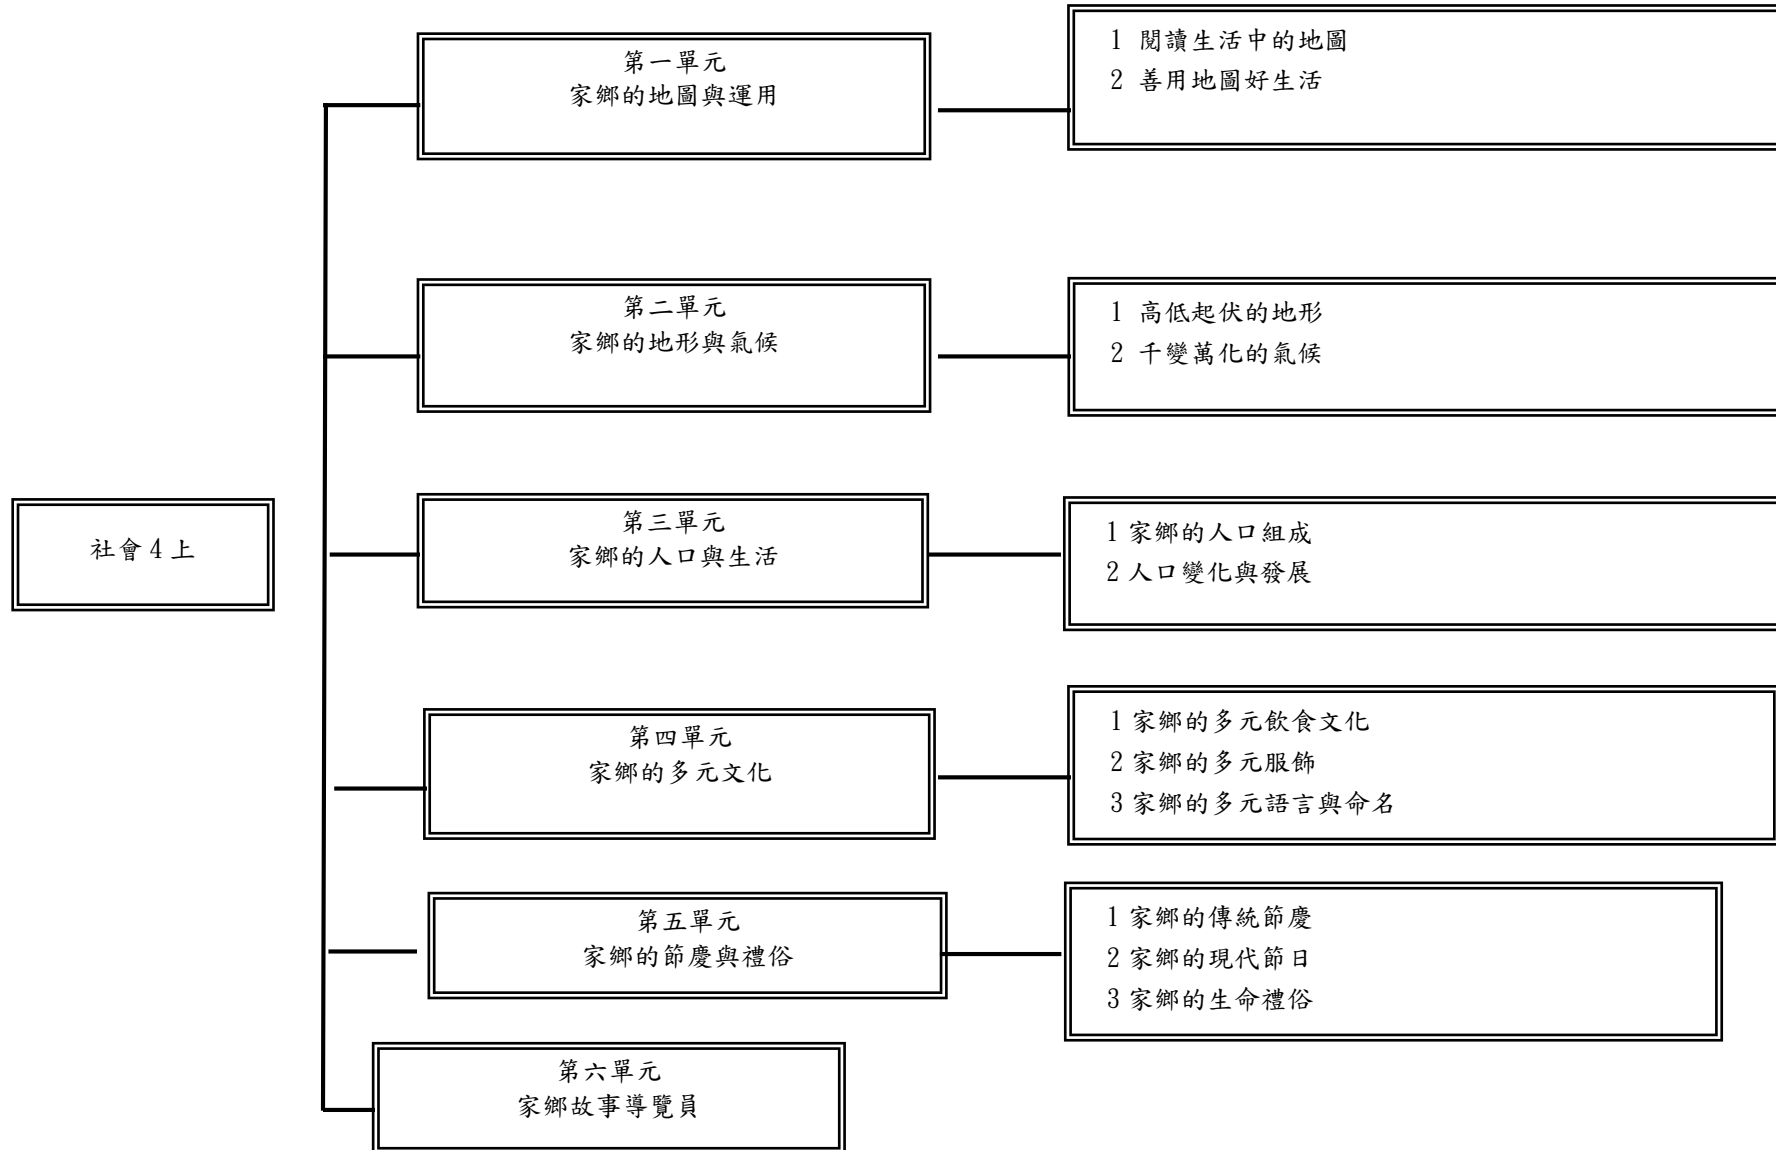 社會4上
第一單元
家鄉的地圖與運用
1 閱讀生活中的地圖
2 善用地圖好生活
第二單元
家鄉的地形與氣候
1 高低起伏的地形
2 千變萬化的氣候
第三單元
家鄉的人口與生活
1 家鄉的人口組成
2 人口變化與發展
第四單元
家鄉的多元文化
1 家鄉的多元飲食文化
2 家鄉的多元服飾
3 家鄉的多元語言與命名
第五單元
家鄉的節慶與禮俗
1 家鄉的傳統節慶
2 家鄉的現代節日
3 家鄉的生命禮俗
第六單元
家鄉故事導覽員